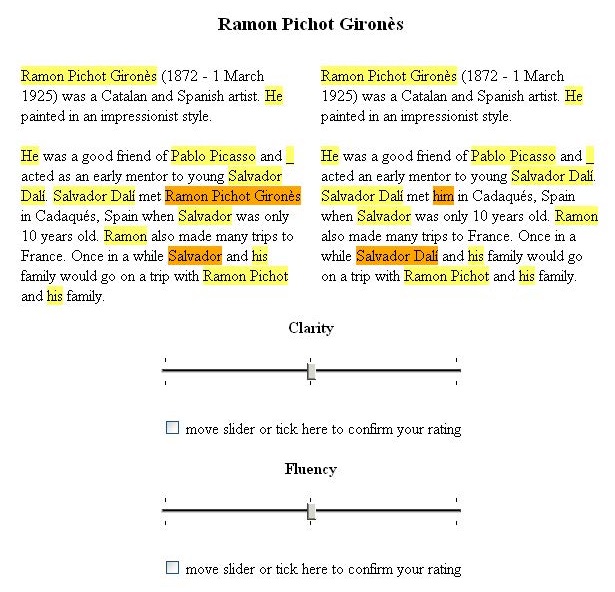 Ramon Pichot Gironès
Ramon Pichot Gironès (1872 - 1 March
1925) was a Catalan and Spanish artist. He
painted in an impressionist style.
He was a good friend of Pablo Picasso and _
acted as an early mentor to young Salvador
Dalí. Salvador Dalí met Ramon Pichot Gironès
in Cadaqués, Spain when Salvador was only
10 years old. Ramon also made many trips to
France. Once in a while Salvador and his
family would go on a trip with Ramon Pichot
and his family.
Ramon Pichot Gironès (1872 - 1 March
1925) was a Catalan and Spanish artist. He
painted in an impressionist style.
He was a good friend of Pablo Picasso and _
acted as an early mentor to young Salvador Dalí.
Salvador Dalí met him in Cadaqués, Spain
when Salvador was only 10 years old. Ramon
also made many trips to France. Once in a
while Salvador Dalí and his family would go
on a trip with Ramon Pichot and his family.
Clarity
move slider or tick here to confirm your rating
Fluency
move slider or tick here to confirm your rating